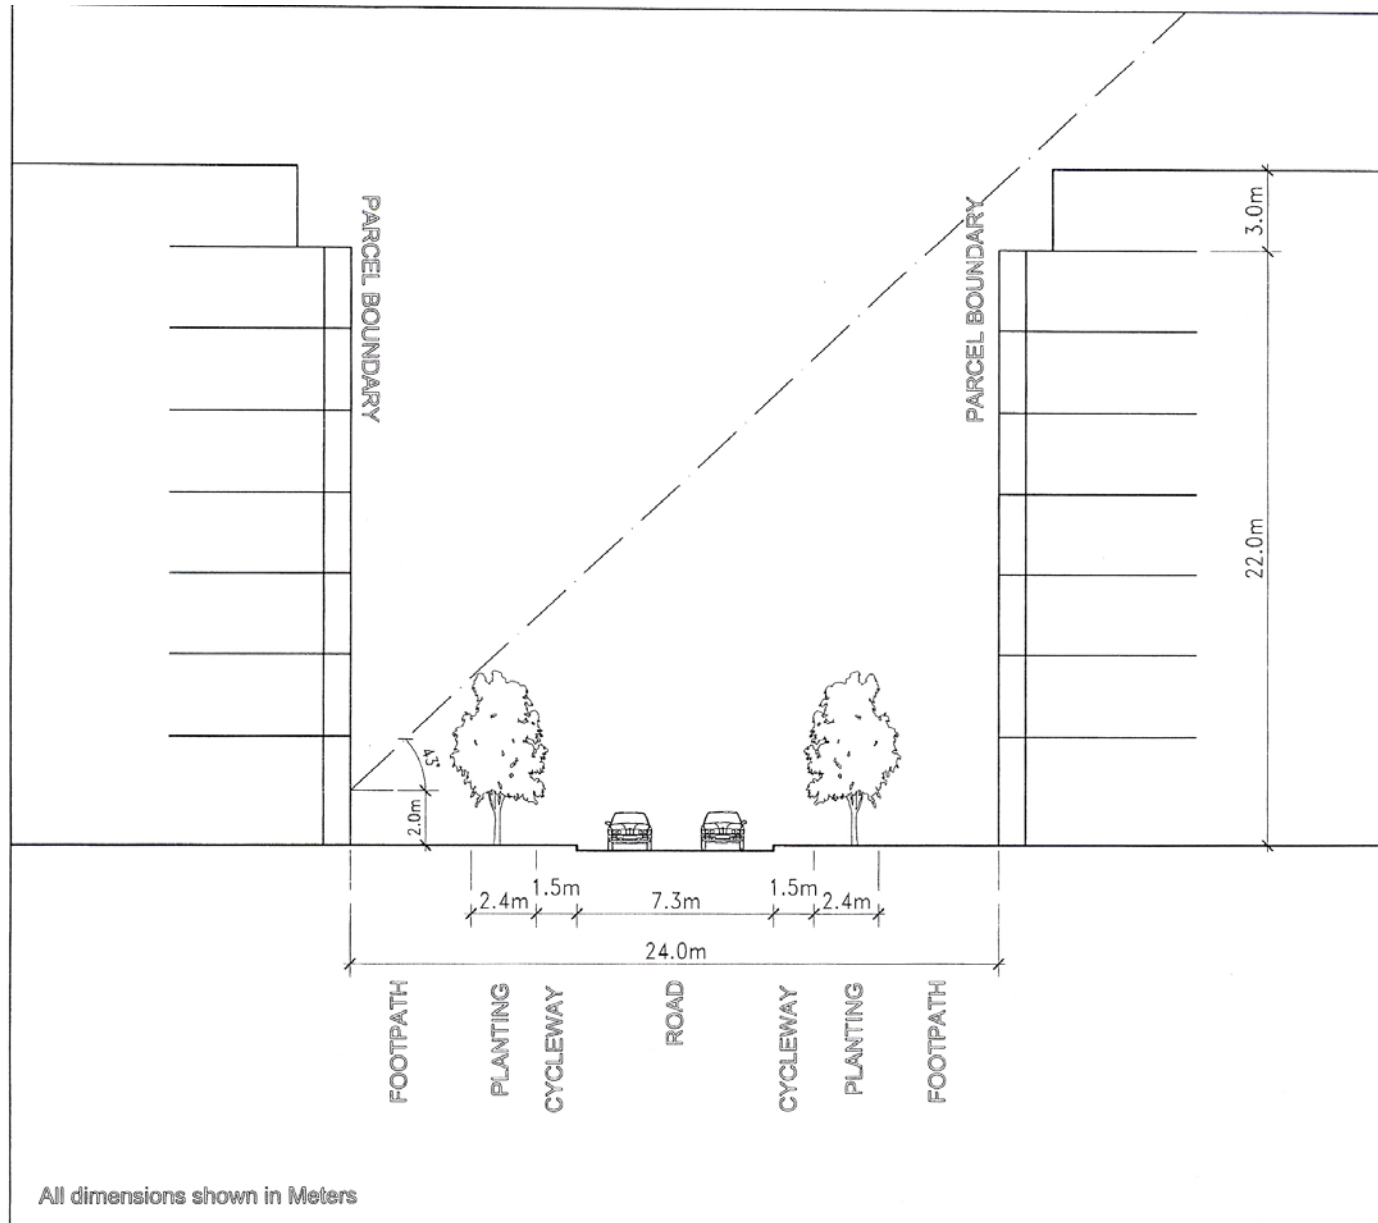 PARCEL BOUNDARY
PARCEL BOUNDARY
3.0m
22.0m
43°
2.0m
1.5m
1.5m
2.4m
7.3m
2.4m
24.0m
FOOTPATH
PLANTING
CYCLEWAY
ROAD
CYCLEWAY
PLANTING
FOOTPATH
All dimensions shown in Meters